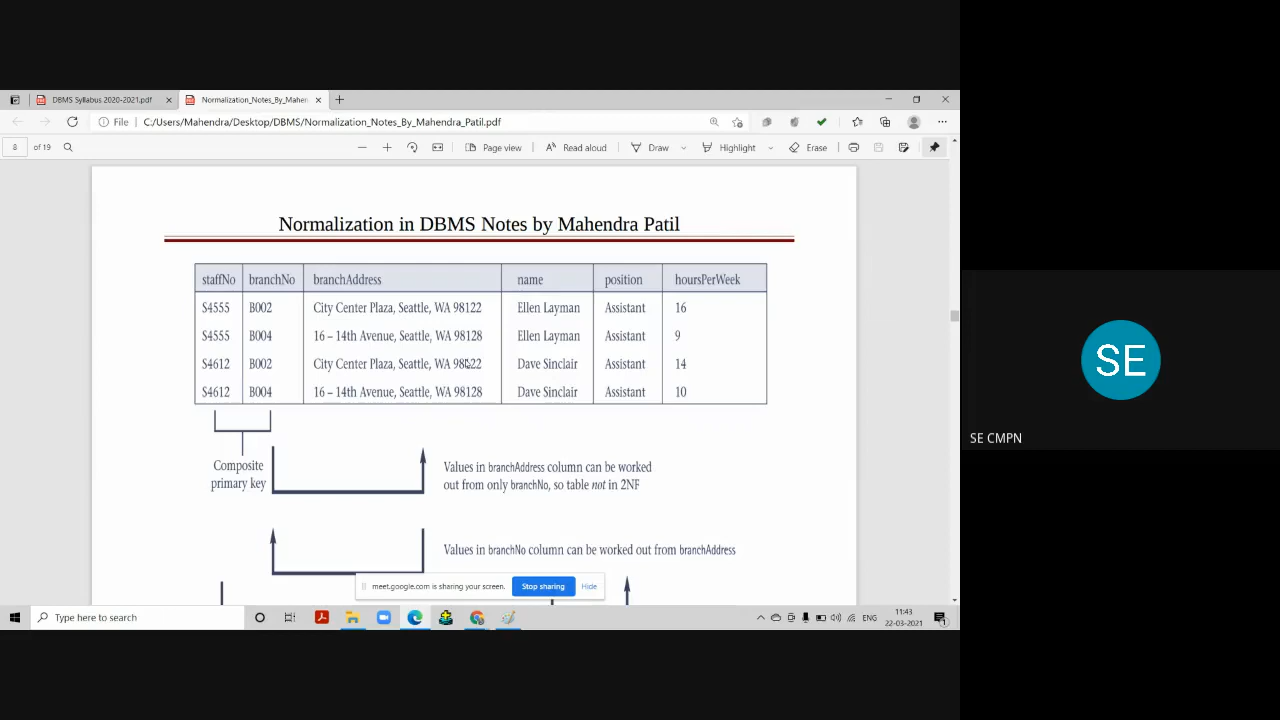 DBMS Syllabus 2020-2021.pdf
Normalization_Notes_By_Mahen
File C:/Users/Mahendra/Desktop/DBMS/Normalization_Notes_By_Mahendra_Patil.pdf
8 of 19 Page view Read aloud Draw Highlight Erase
Normalization in DBMS Notes by Mahendra Patil
staffNo branchNo branchAddress name position hoursPerWeek
S4555 B002 City Center Plaza, Seattle, WA 98122 Ellen Layman Assistant 16
S4555 B004 16 – 14th Avenue, Seattle, WA 98128 Ellen Layman Assistant 9
S4612 B002 City Center Plaza, Seattle, WA 98122 Dave Sinclair Assistant 14
S4612 B004 16 – 14th Avenue, Seattle, WA 98128 Dave Sinclair Assistant 10
Composite
primary key
Values in branchAddress column can be worked
out from only branchNo, so table not in 2NF
Values in branchNo column can be worked out from branchAddress
meet.google.com is sharing your screen. Stop sharing Hide
Type here to search
ENG
11:43
22-03-2021
SE
SE CMPN